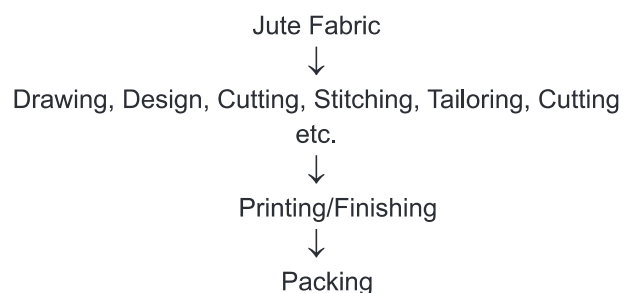 Jute Fabric
↓
Drawing, Design, Cutting, Stitching, Tailoring, Cutting
etc.
↓
Printing/Finishing
↓
Packing